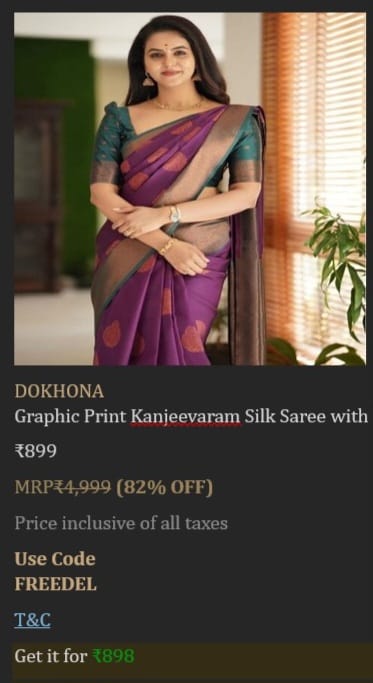 DOKHONA
Graphic Print Kanjeevaram Silk Saree with
₹899
MRP₹4,999 (82% OFF)
Price inclusive of all taxes
Use Code
FREEDEL
T&C
Get it for ₹898